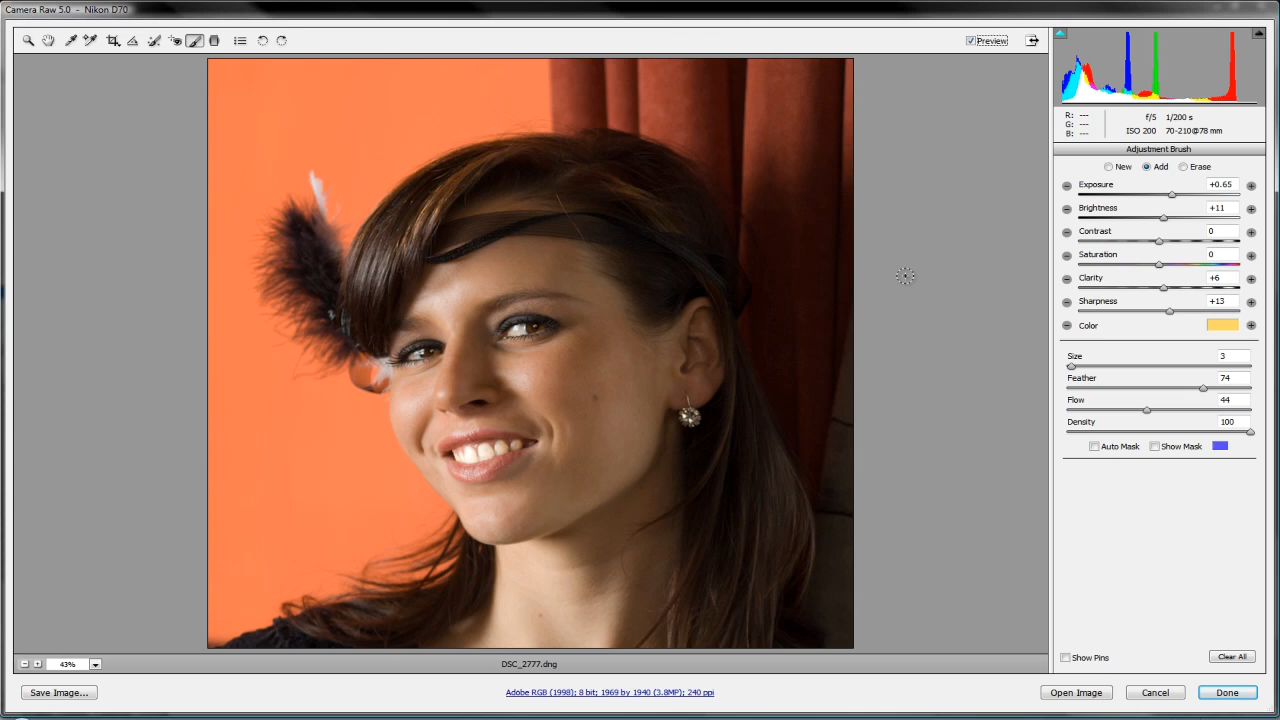 Camera Raw 5.0 - Nikon D70
Preview
R: ---
G: ---
B: ---
f/5 1/200 s
ISO 200 70-210@78 mm
Adjustment Brush
New Add Erase
Exposure +0.65
Brightness +11
Contrast 0
Saturation 0
Clarity +6
Sharpness +13
Color
Size 3
Feather 74
Flow 44
Density 100
Auto Mask Show Mask
Show Pins Clear All
43% DSC_2777.dng
Save Image... Adobe RGB (1998); 8 bit; 1969 by 1940 (3.8MP); 240 ppi Open Image Cancel Done